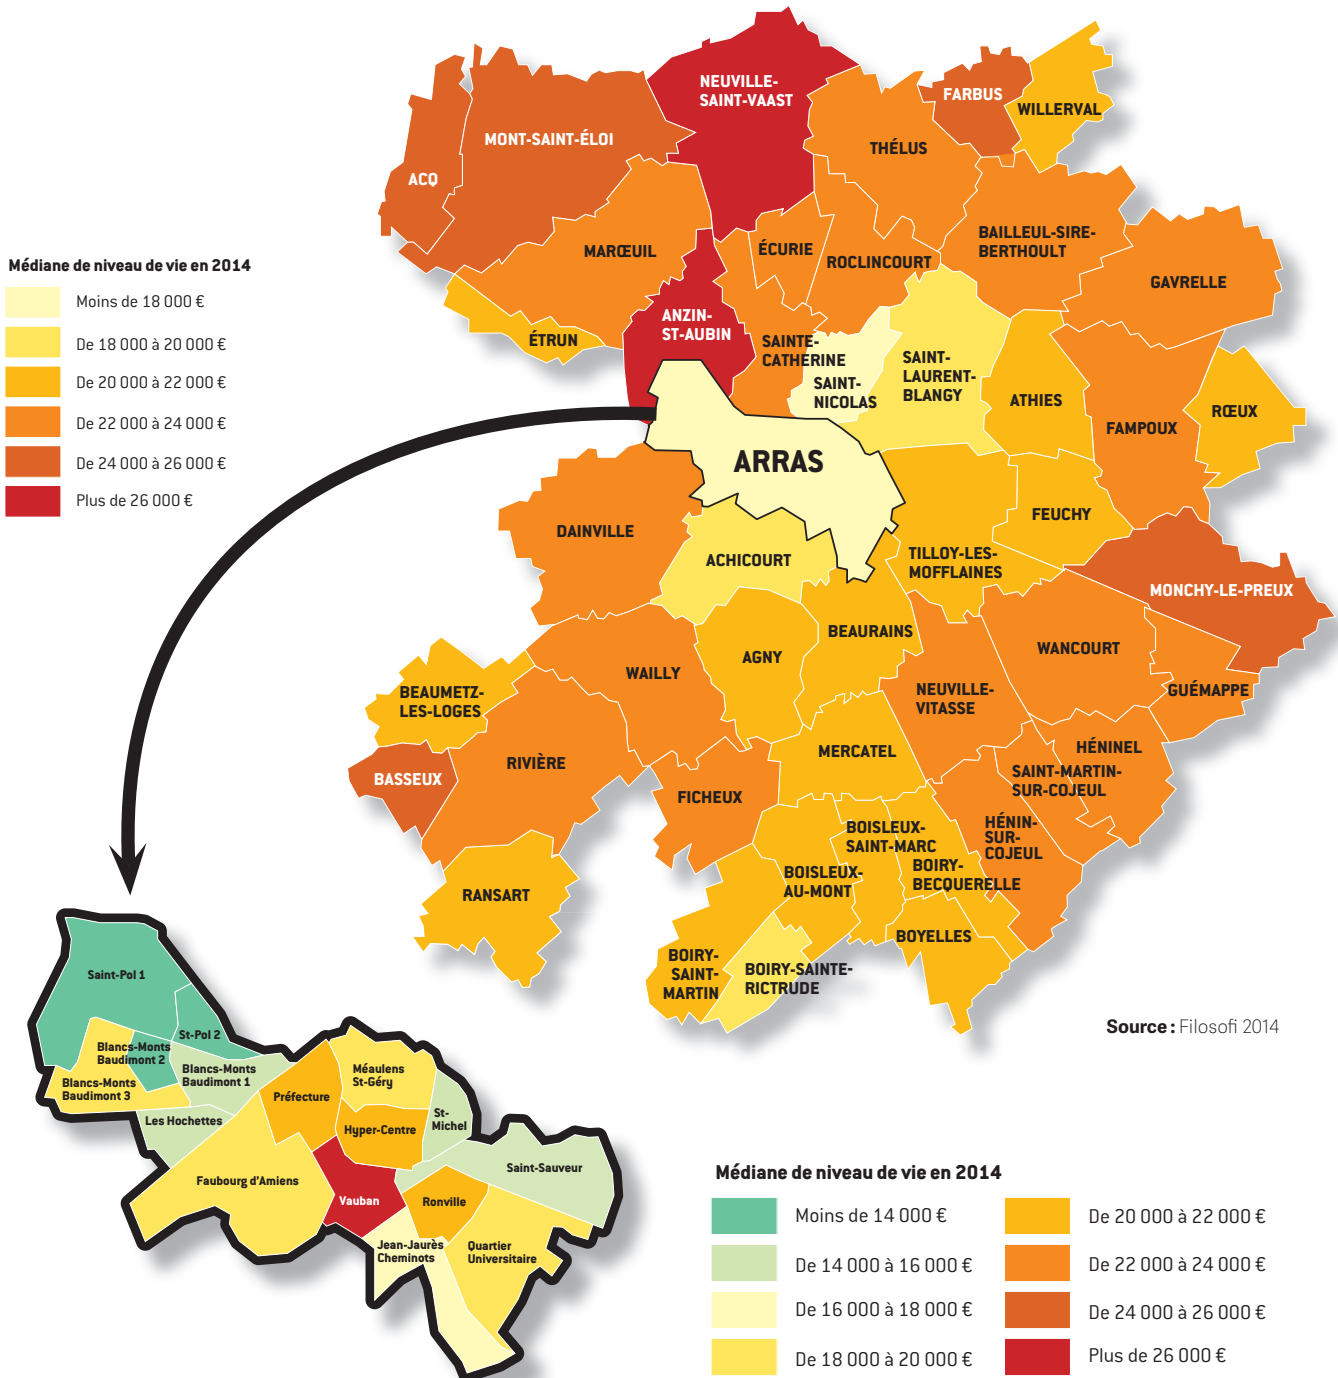 NEUVILLE-
SAINT-VAAST
FARBUS
WILLERVAL
MONT-SAINT-ÉLOI
THÉLUS
ACQ
MARŒUIL
ÉCURIE
ROCLINCOURT
BAILLEUL-SIRE-
BERTHOULT
GAVRELLE
Médiane de niveau de vie en 2014
Moins de 18 000 €
De 18 000 à 20 000 €
De 20 000 à 22 000 €
De 22 000 à 24 000 €
De 24 000 à 26 000 €
Plus de 26 000 €
ÉTRUN
ANZIN-
ST-AUBIN
SAINTE-
CATHERINE
SAINT-
NICOLAS
SAINT-
LAURENT-
BLANGY
ATHIES
FAMPOUX
RŒUX
ARRAS
DAINVILLE
ACHICOURT
TILLOY-LES-
MOFFLAINES
FEUCHY
MONCHY-LE-PREUX
BEAURAINS
AGNY
WAILLY
WANCOURT
GUÉMAPPE
NEUVILLE-
VITASSE
BEAUMETZ-
LES-LOGES
BASSEUX
RIVIÈRE
MERCATEL
HÉNINEL
SAINT-MARTIN-
SUR-COJEUL
FICHEUX
HÉNIN-
SUR-
COJEUL
BOISLEUX-
SAINT-MARC
BOISLEUX-
AU-MONT
BOIRY-
BECQUERELLE
RANSART
BOYELLES
BOIRY-
SAINT-
MARTIN
BOIRY-SAINTE-
RICTRUDE
Source : Filosofi 2014
Saint-Pol 1
St-Pol 2
Blancs-Monts
Baudimont 2
Blancs-Monts
Baudimont 1
Blancs-Monts
Baudimont 3
Les Hochettes
Préfecture
Méaulens
St-Géry
Hyper-Centre
St-
Michel
Saint-Sauveur
Faubourg d'Amiens
Vauban
Ronville
Jean-Jaurès
Cheminots
Quartier
Universitaire
Médiane de niveau de vie en 2014
Moins de 14 000 €
De 14 000 à 16 000 €
De 16 000 à 18 000 €
De 18 000 à 20 000 €
De 20 000 à 22 000 €
De 22 000 à 24 000 €
De 24 000 à 26 000 €
Plus de 26 000 €